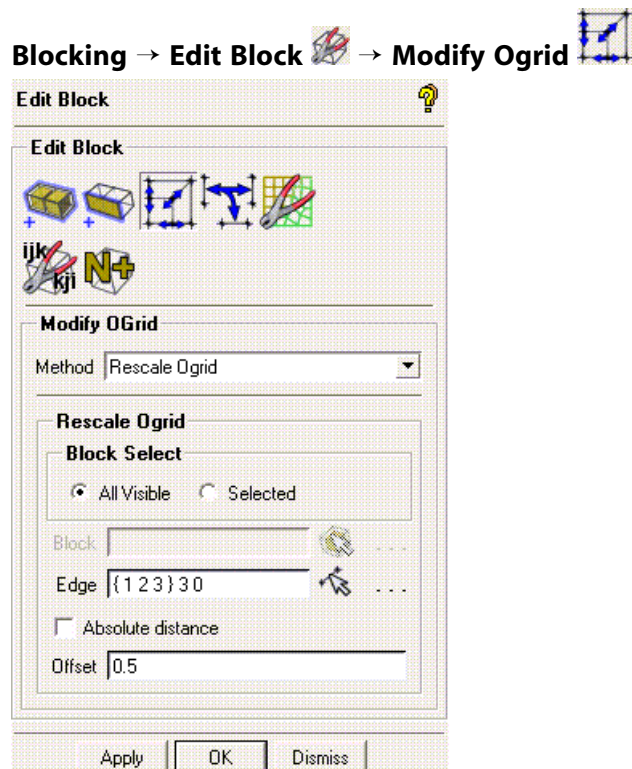 Blocking → Edit Block → Modify Ogrid
Edit Block
Edit Block
ijk
kji N+
Modify OGrid
Method Rescale Ogrid
Rescale Ogrid
Block Select
All Visible Selected
Block ...
Edge { 1 2 3 } 3 0 ...
Absolute distance
Offset 0.5
Apply OK Dismiss